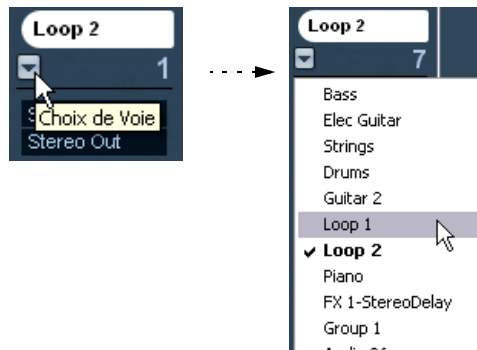 Loop 2
1
Choix de Voie
Stereo Out
Loop 2
7
Bass
Elec Guitar
Strings
Drums
Guitar 2
Loop 1
Loop 2
Piano
FX 1-StereoDelay
Group 1